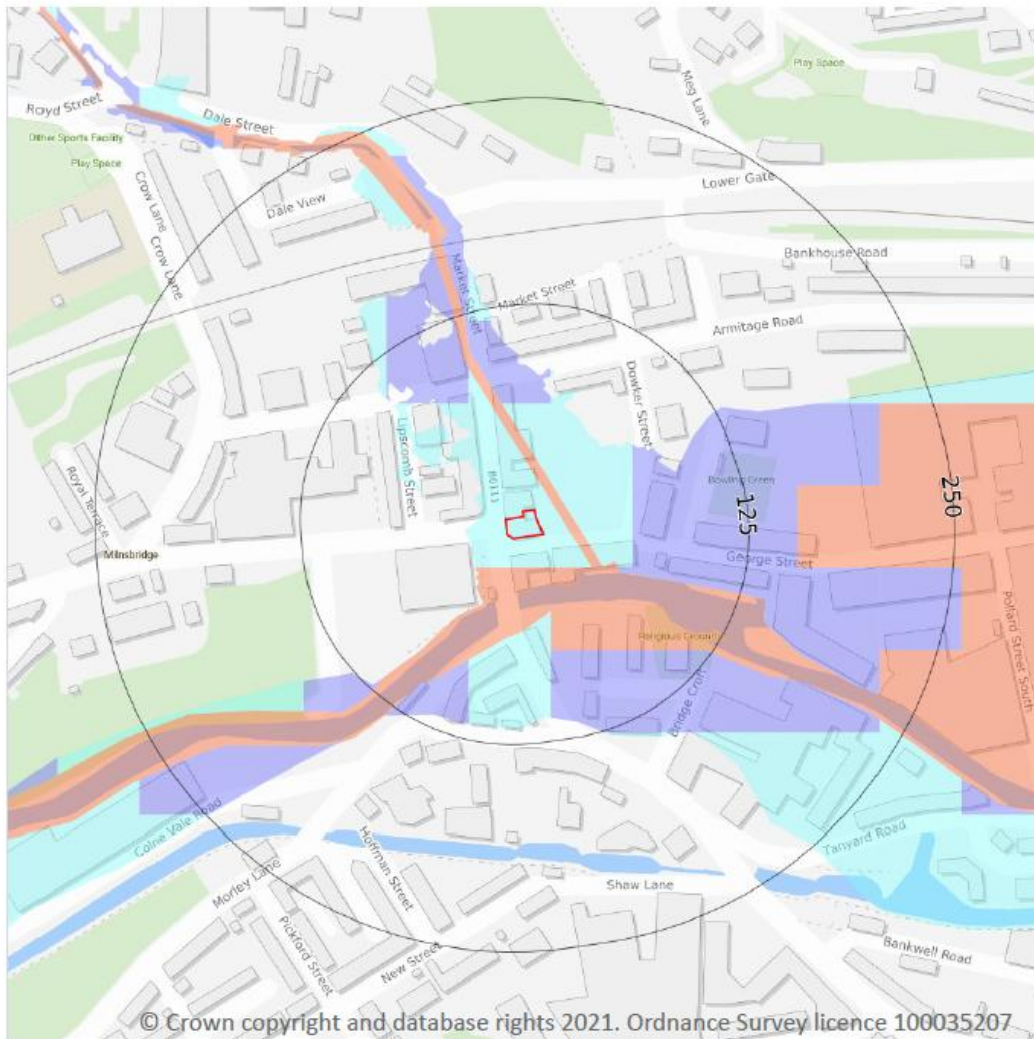 Play Space
Meg Lane
Royd Street
Dale Street
Other Sports Facility
Play Space
Crow Lane
Crow Lane
Dale View
Lower Gate
Bankhouse Road
Market Street
Market Street
Armitage Road
Dowker Street
Lipscomb Street
B6111
Royal Terrace
Milnsbridge
Bowling Green
125
250
George Street
Pollard Street South
Religious Grounds
Bridge Croft
Colne Vale Road
Tanyard Road
Hoffman Street
Morley Lane
Shaw Lane
Pickford Street
New Street
Bankwell Road
© Crown copyright and database rights 2021. Ordnance Survey licence 100035207